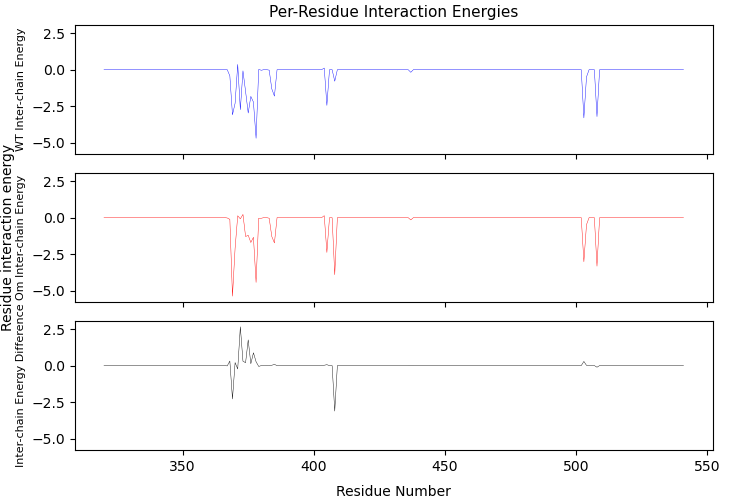 Per-Residue Interaction Energies
WT Inter-chain Energy
2.5
0.0
−2.5
−5.0
Residue interaction energy
Om Inter-chain Energy
2.5
0.0
−2.5
−5.0
Inter-chain Energy Difference
2.5
0.0
−2.5
−5.0
350
400
450
500
550
Residue Number